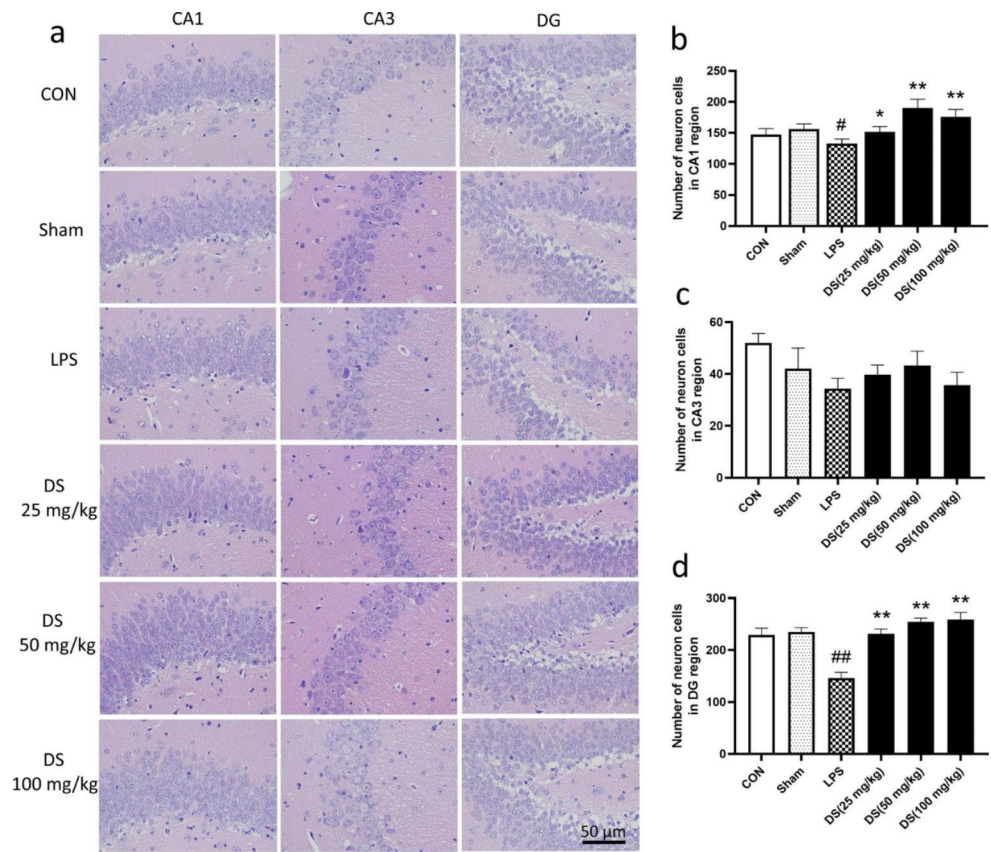 a
CA1 CA3 DG
CON
Sham
LPS
DS
25 mg/kg
DS
50 mg/kg
DS
100 mg/kg
50 μm
b
Number of neuron cells
in CA1 region
250
200
150
100
50
0
# * ** **
CON Sham LPS DS(25 mg/kg) DS(50 mg/kg) DS(100 mg/kg)
c
Number of neuron cells
in CA3 region
60
40
20
0
CON Sham LPS DS(25 mg/kg) DS(50 mg/kg) DS(100 mg/kg)
d
Number of neuron cells
in DG region
300
200
100
0
## ** ** **
CON Sham LPS DS(25 mg/kg) DS(50 mg/kg) DS(100 mg/kg)